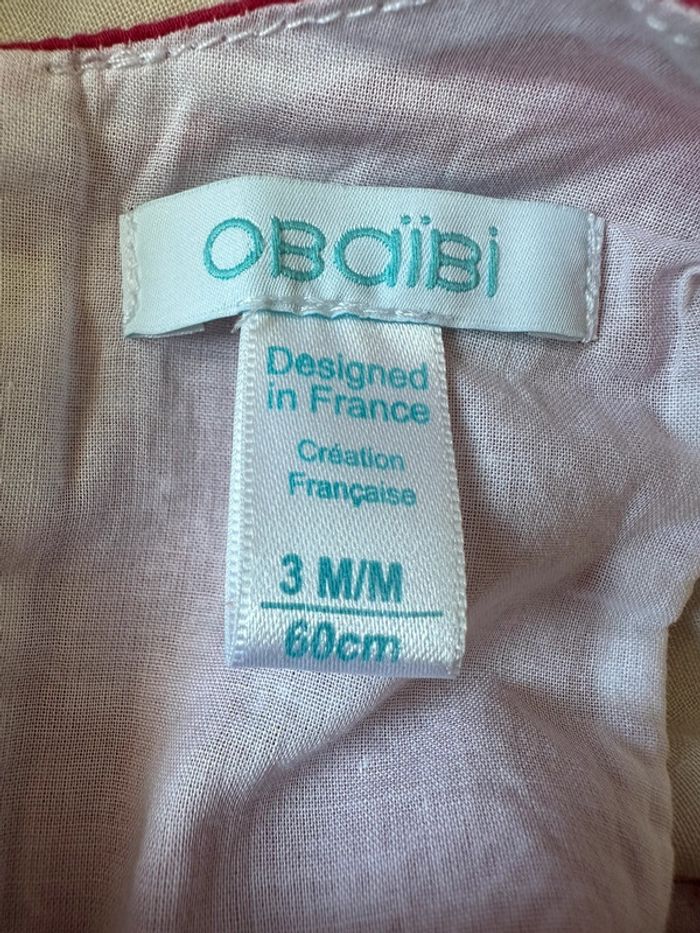 OBaïBi
Designed
in France
Création
Française
3 M/M
60cm